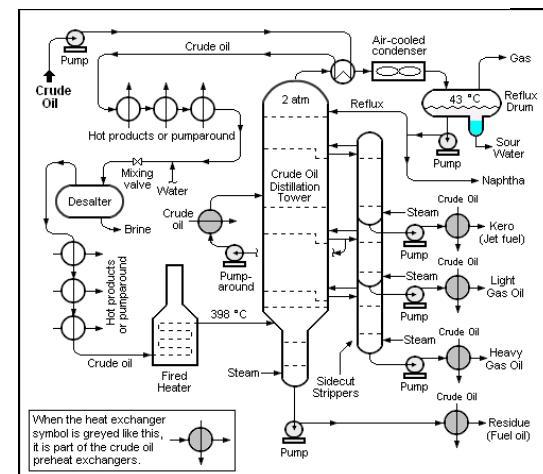 Pump
Crude oil
Crude
Oil
Air-cooled
condenser
Gas
2 atm
43 °C
Reflux
Drum
Reflux
Hot products or pumparound
Pump
Sour
Water
Mixing
valve
Water
Naphtha
Crude Oil
Distillation
Tower
Desalter
Brine
Crude
oil
Steam
Crude Oil
Kero
(Jet fuel)
Pump
Pump-
around
Steam
Crude Oil
Light
Gas Oil
Pump
Hot products
or pumparound
398 °C
Steam
Crude Oil
Heavy
Gas Oil
Pump
Crude oil
Fired
Heater
Steam
Sidecut
Strippers
Crude Oil
Residue
(Fuel oil)
Pump
When the heat exchanger
symbol is greyed like this,
it is part of the crude oil
preheat exchangers.